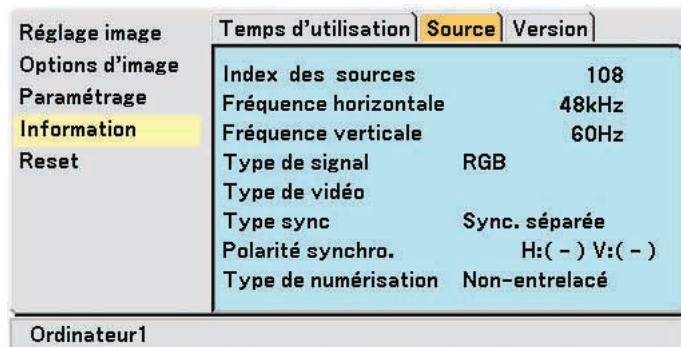 Réglage image
Options d'image
Paramétrage
Information
Reset
Temps d'utilisation Source Version
Index des sources 108
Fréquence horizontale 48kHz
Fréquence verticale 60Hz
Type de signal RGB
Type de vidéo
Type sync Sync. séparée
Polarité synchro. H:( - ) V:( - )
Type de numérisation Non-entrelacé
Ordinateur1